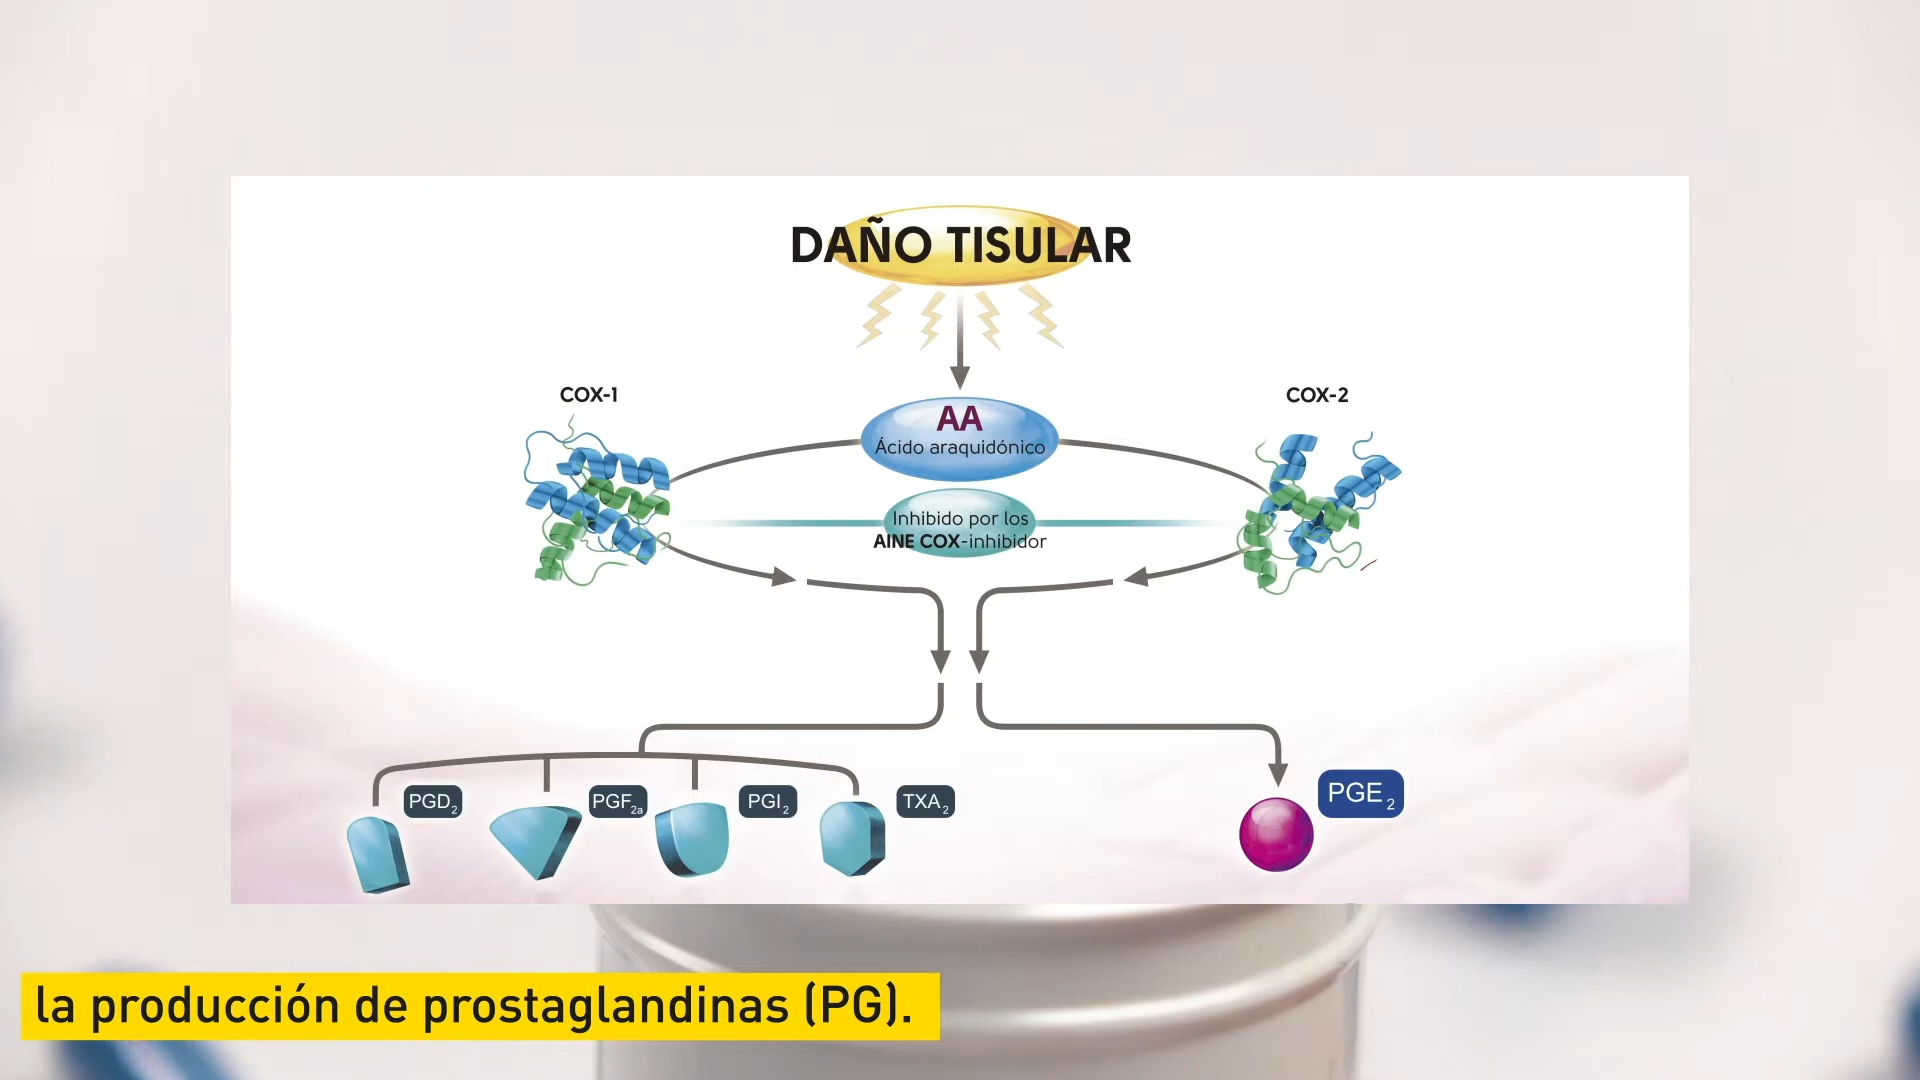 DAÑO TISULAR
COX-1
COX-2
AA
Ácido araquidónico
Inhibido por los
AINE COX-inhibidor
PGD2
PGF2a
PGI2
TXA2
PGE2
la producción de prostaglandinas (PG).